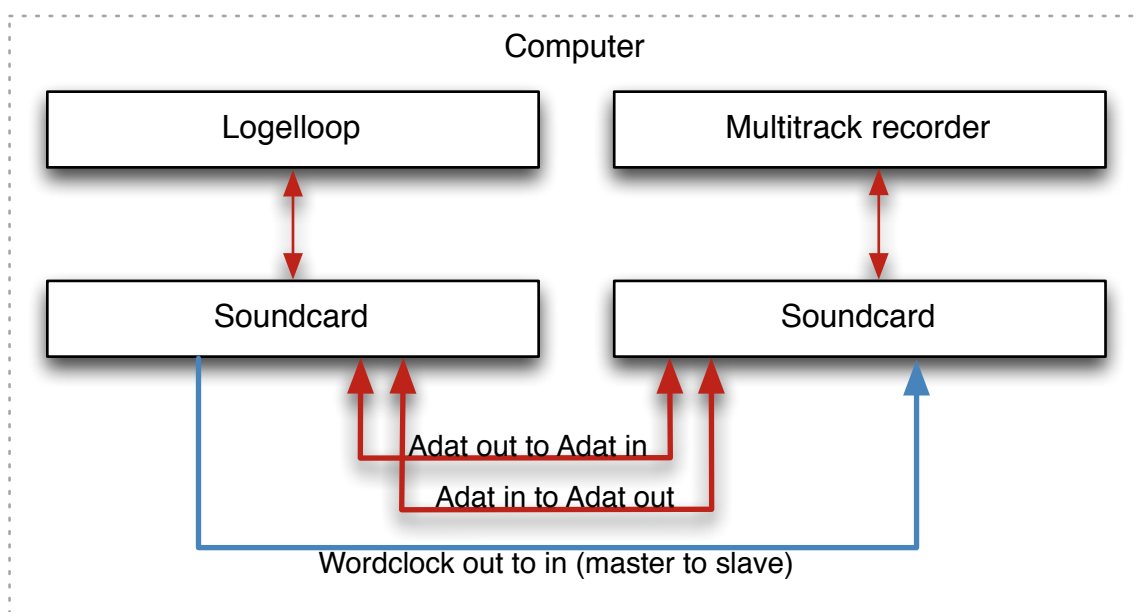 Computer
Logelloop
Multitrack recorder
Soundcard
Soundcard
Adat out to Adat in
Adat in to Adat out
Wordclock out to in (master to slave)